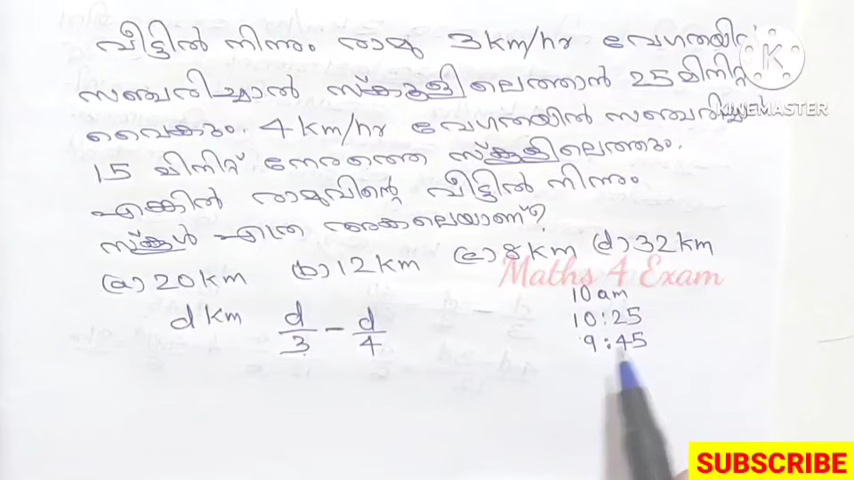 വീട്ടിൽ നിന്നും രാമു 3km/hr വേഗതയിൽ
സഞ്ചരിച്ചാൽ സ്കൂളിലെത്താൻ 25 മിനിറ്റ്
വൈകും. 4km/hr വേഗതയിൽ സഞ്ചരിച്ചാൽ
15 മിനിറ്റ് നേരത്തെ സ്കൂളിലെത്തും.
എങ്കിൽ രാമുവിന്റെ വീട്ടിൽ നിന്നും
സ്കൂൾ എത്ര അകലെയാണ്?
(a) 20km (b) 12km (c) 8km (d) 32km
Maths 4 Exam
d km d/3 - d/4
10 am
10:25
9:45
K
KINEMASTER
SUBSCRIBE